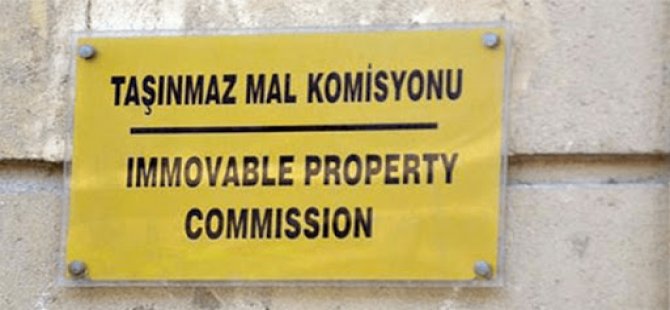 TAŞINMAZ MAL KOMİSYONU
IMMOVABLE PROPERTY
COMMISSION